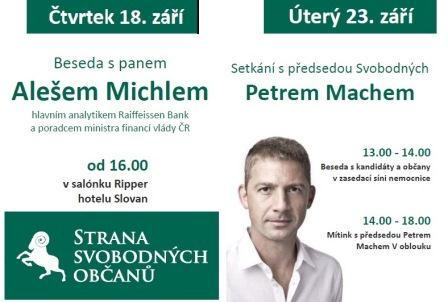 Čtvrtek 18. září
Beseda s panem
Alešem Michlem
hlavním analytikem Raiffeissen Bank
a poradcem ministra financí vlády ČR
od 16.00
v salónku Ripper
hotelu Slovan
STRANA
SVOBODNÝCH
OBČANŮ
Úterý 23. září
Setkání s předsedou Svobodných
Petrem Machem
13.00 - 14.00
Beseda s kandidáty a občany
v zasedací síni nemocnice
14.00 - 18.00
Mítink s předsedou Petrem
Machem V oblouku